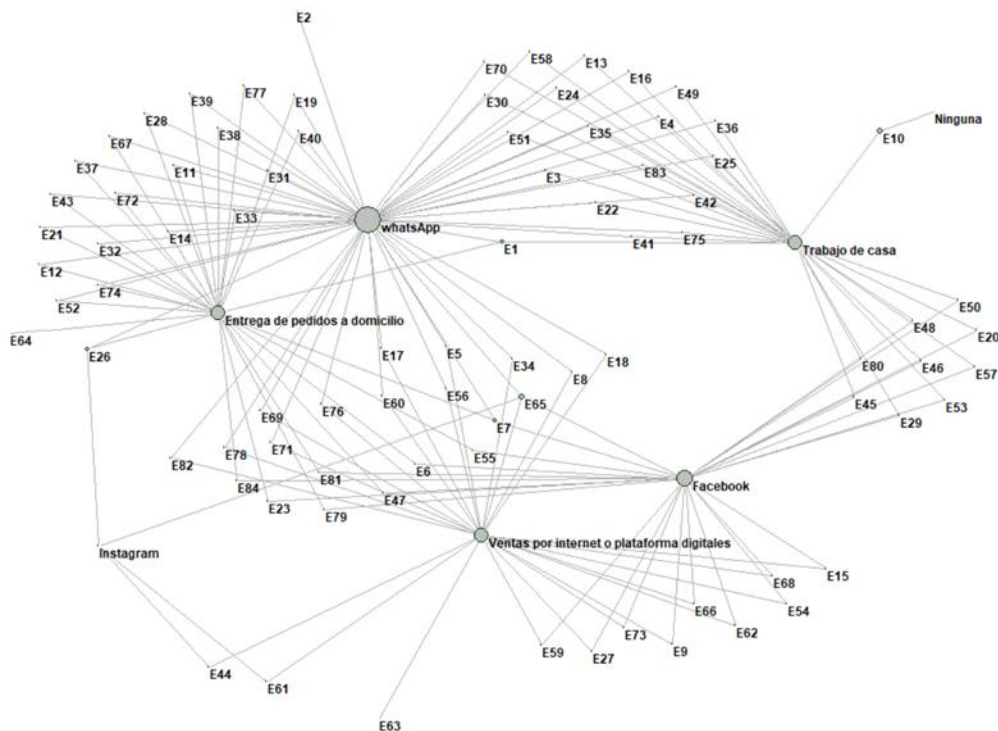 E2
E58
E13
E70
E16
E77
E39
E19
E24
E49
E30
Ninguna
E28
E4
E36
E38
E40
E35
E10
E67
E51
E25
E37
E11
E31
E3
E83
E43
E72
E42
E33
E22
whatsApp
E21
E14
E32
E1
E41
E75
Trabajo de casa
E12
E74
E52
E50
Entrega de pedidos a domicilio
E48
E20
E64
E26
E17
E5
E34
E18
E80
E46
E57
E8
E56
E65
E60
E45
E53
E76
E69
E29
E7
E71
E78
E55
E82
E6
E81
E84
Facebook
E47
E23
E79
Instagram
Ventas por internet o plataforma digitales
E15
E68
E66
E54
E62
E73
E59
E27
E9
E44
E61
E63